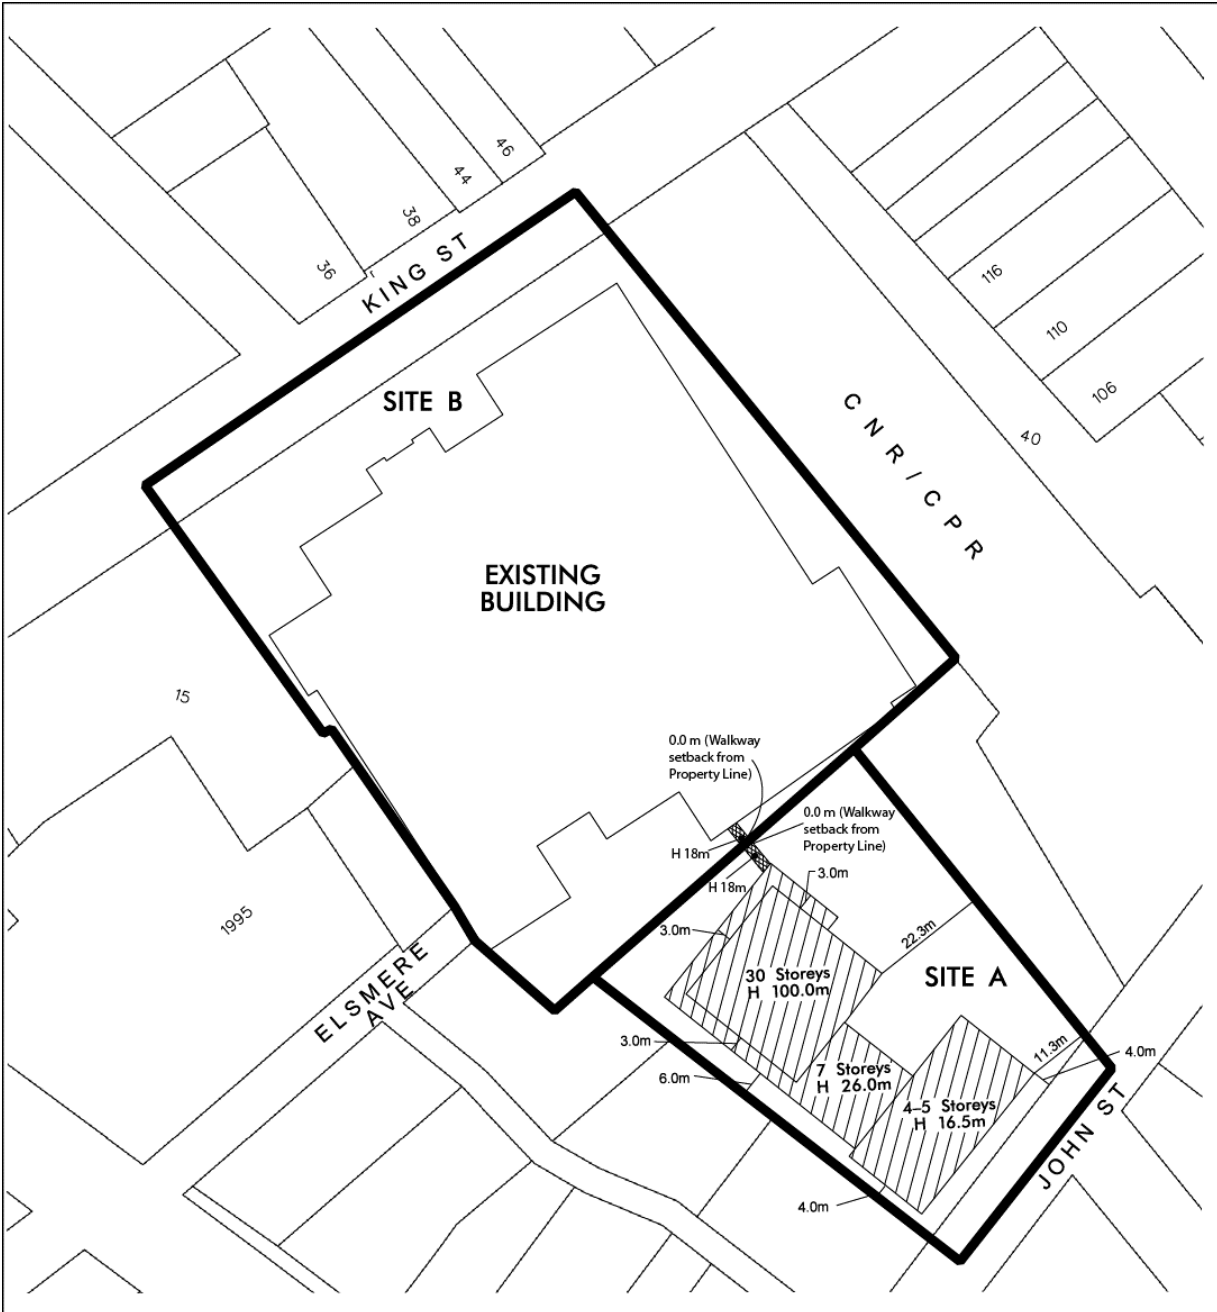 46
44
38
36
KING ST
116
110
106
SITE B
CNR/CPR
40
EXISTING
BUILDING
15
0.0 m (Walkway
setback from
Property Line)
0.0 m (Walkway
setback from
Property Line)
H 18m
H 18m
3.0m
1995
3.0m
22.3m
ELSMERE
AVE
SITE A
30 Storeys
H 100.0m
3.0m
11.3m
4.0m
6.0m
7 Storeys
H 26.0m
4–5 Storeys
H 16.5m
JOHN ST
4.0m